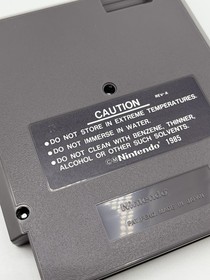 CAUTION
REV-A
• DO NOT STORE IN EXTREME TEMPERATURES.
• DO NOT IMMERSE IN WATER.
• DO NOT CLEAN WITH BENZENE, THINNER,
ALCOHOL OR OTHER SUCH SOLVENTS.
Nintendo 1985
Nintendo